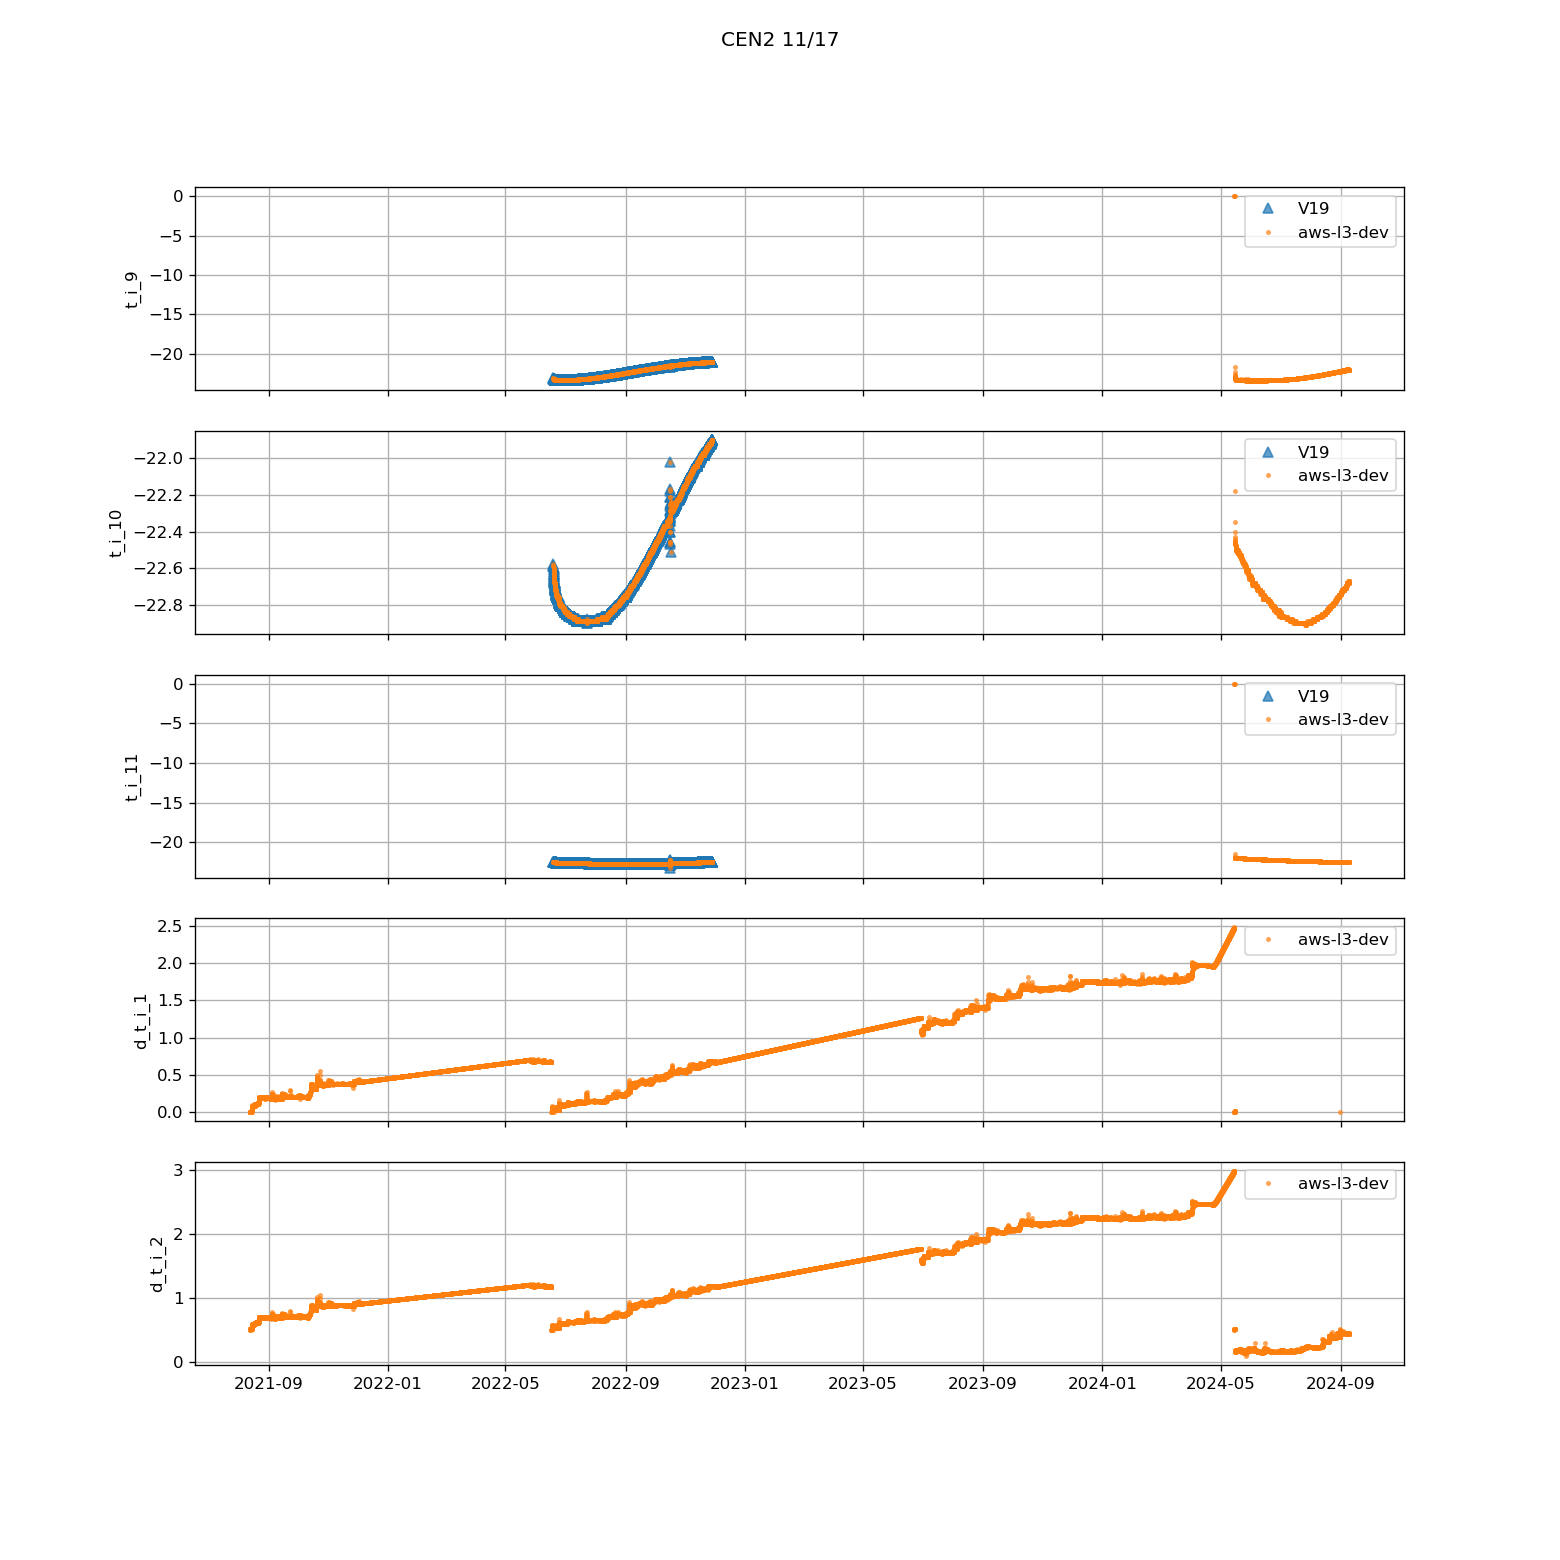 CEN2 11/17
0
−5
−10
−15
−20
t_i_9
V19
aws-l3-dev
−22.0
−22.2
−22.4
−22.6
−22.8
t_i_10
V19
aws-l3-dev
0
−5
−10
−15
−20
t_i_11
V19
aws-l3-dev
2.5
2.0
1.5
1.0
0.5
0.0
d_t_i_1
aws-l3-dev
3
2
1
0
d_t_i_2
aws-l3-dev
2021-09 2022-01 2022-05 2022-09 2023-01 2023-05 2023-09 2024-01 2024-05 2024-09